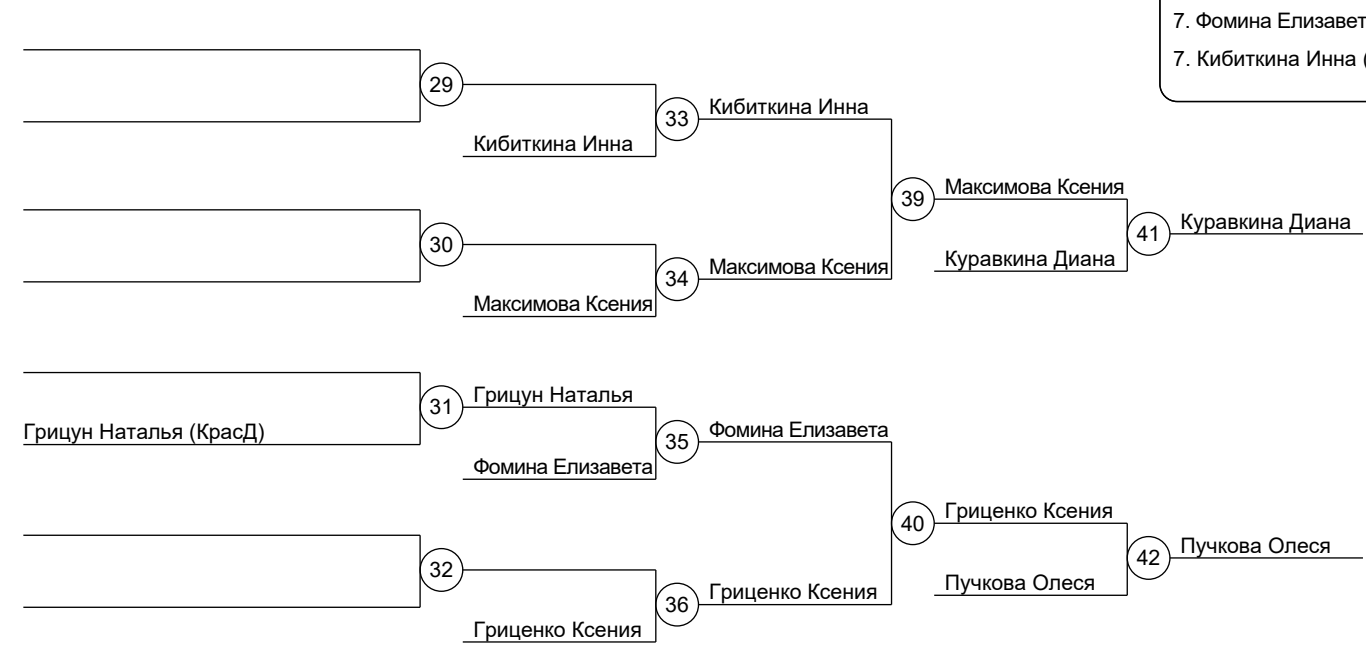 7. Фомина Елизавет
7. Кибиткина Инна (
29
33
Кибиткина Инна
Кибиткина Инна
39
Максимова Ксения
30
34
Максимова Ксения
Максимова Ксения
41
Куравкина Диана
Куравкина Диана
31
Грицун Наталья
Грицун Наталья (КрасД)
35
Фомина Елизавета
Фомина Елизавета
40
Гриценко Ксения
32
36
Гриценко Ксения
Гриценко Ксения
42
Пучкова Олеся
Пучкова Олеся